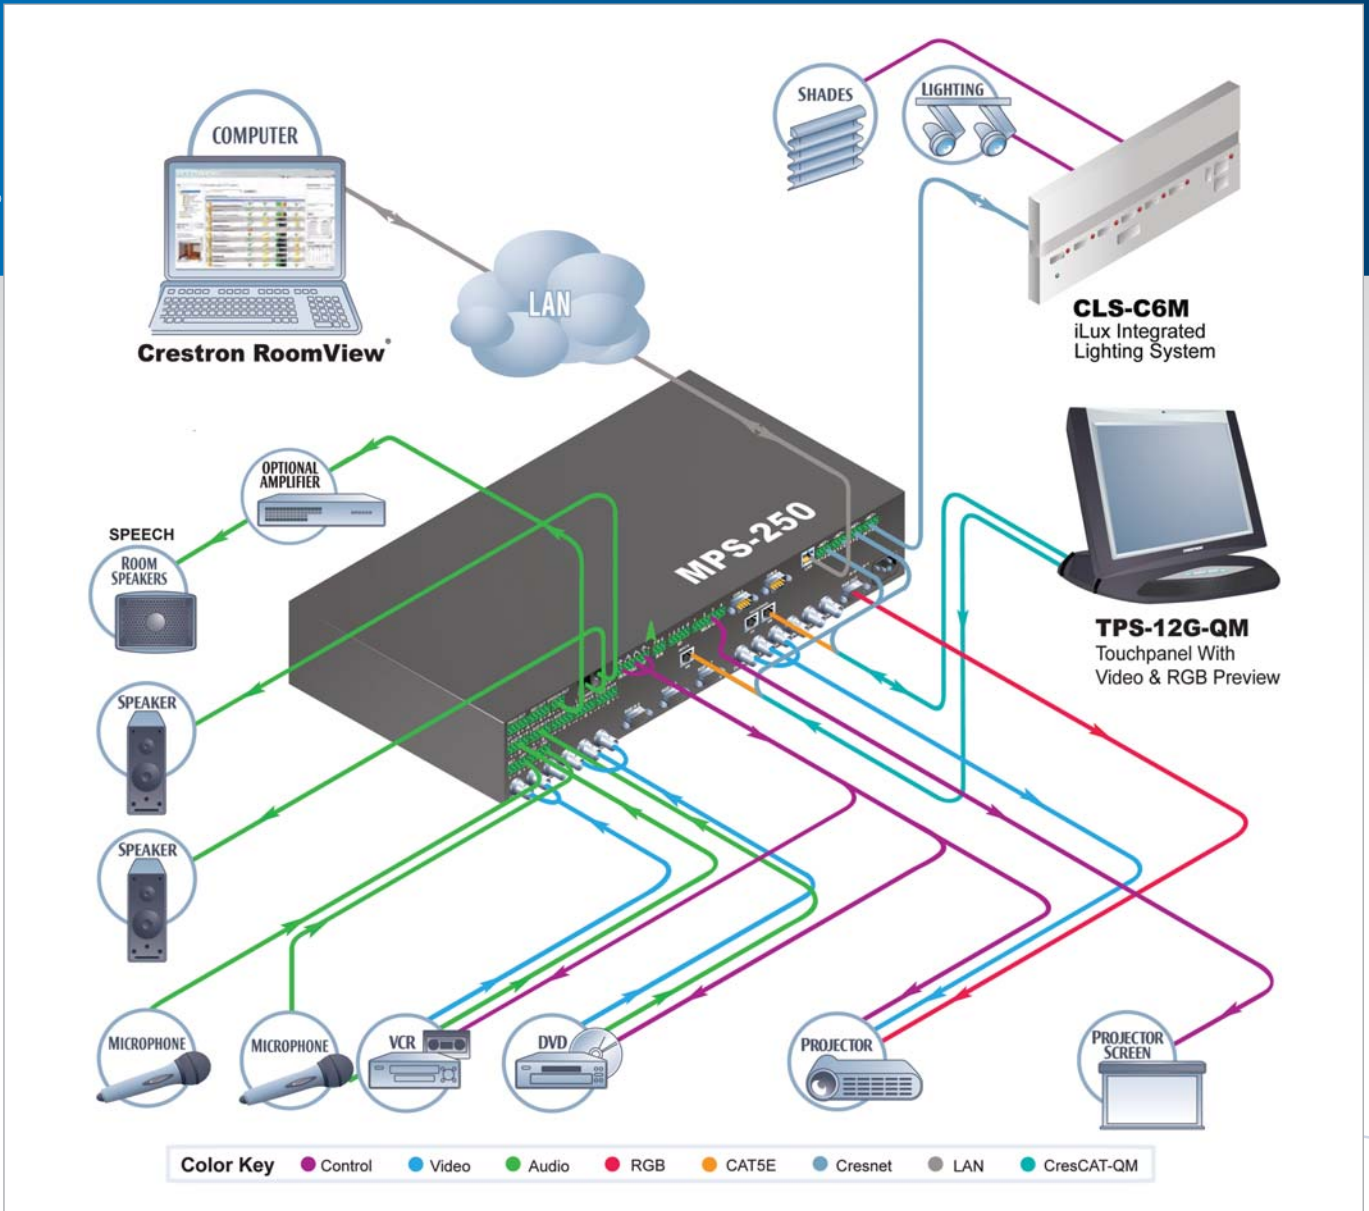 SHADES
LIGHTING
COMPUTER
LAN
CLS-C6M
iLux Integrated
Lighting System
Crestron RoomView®
OPTIONAL
AMPLIFIER
MPS-250
SPEECH
ROOM
SPEAKERS
TPS-12G-QM
Touchpanel With
Video & RGB Preview
SPEAKER
SPEAKER
MICROPHONE
MICROPHONE
VCR
DVD
PROJECTOR
PROJECTOR
SCREEN
Color Key Control Video Audio RGB CAT5E Cresnet LAN CresCAT-QM